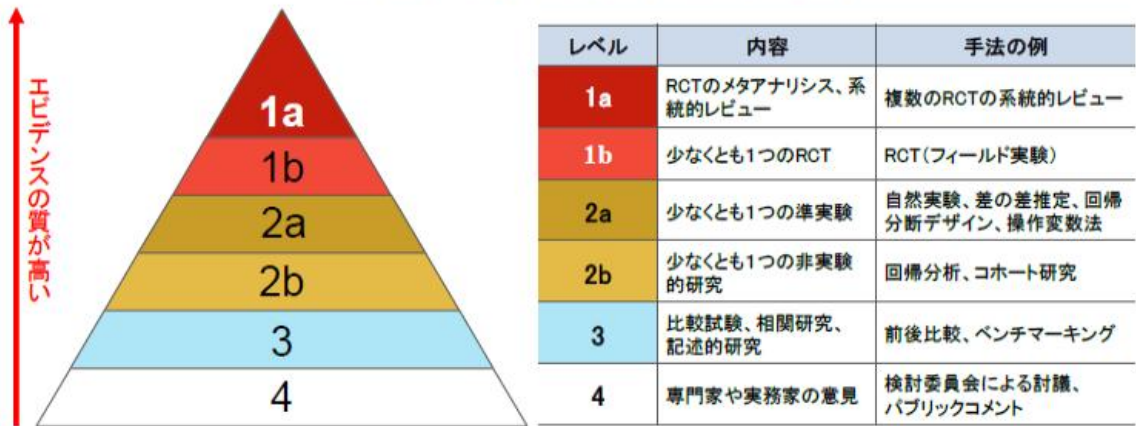 エビデンスの質が高い
1a
1b
2a
2b
3
4
レベル 内容 手法の例
1a RCTのメタアナリシス、系 複数のRCTの系統的レビュー
統的レビュー
1b 少なくとも1つのRCT RCT(フィールド実験)
2a 少なくとも1つの準実験 自然実験、差の差推定、回帰
分断デザイン、操作変数法
2b 少なくとも1つの非実験 回帰分析、コホート研究
的研究
3 比較試験、相関研究、 前後比較、ベンチマーキング
記述的研究
4 専門家や実務家の意見 検討委員会による討議、
パブリックコメント